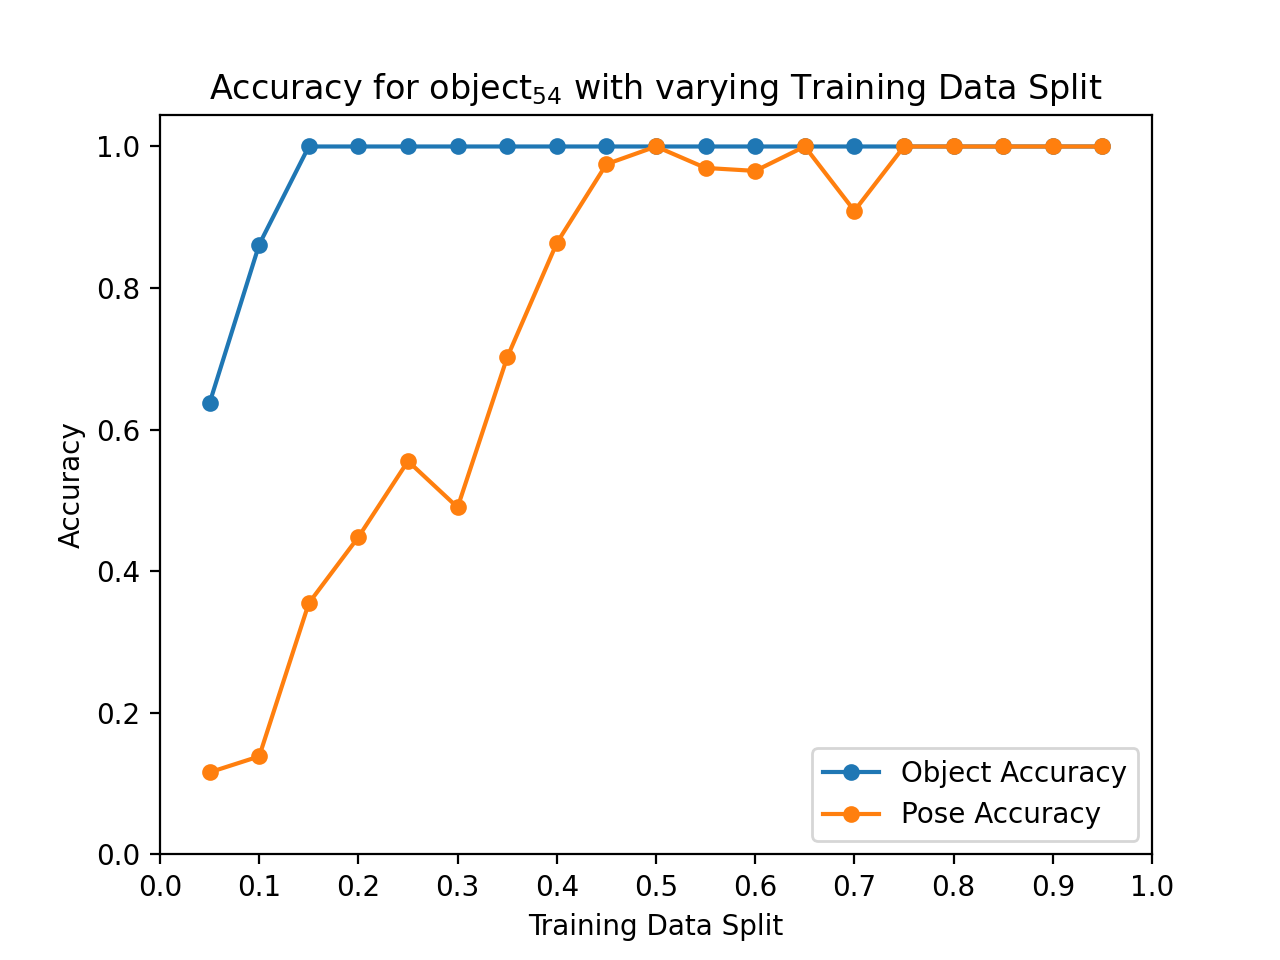 Accuracy for object₅₄ with varying Training Data Split
1.0
0.8
0.6
0.4
0.2
0.0
Accuracy
Object Accuracy
Pose Accuracy
0.0 0.1 0.2 0.3 0.4 0.5 0.6 0.7 0.8 0.9 1.0
Training Data Split